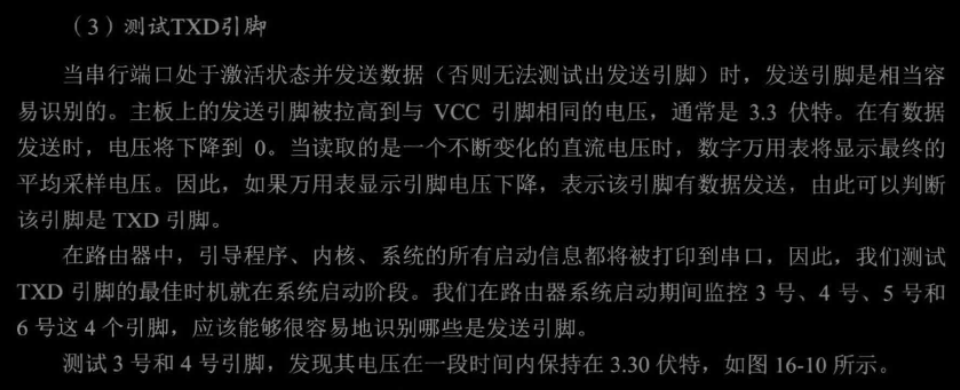 （3）测试TXD引脚
当串行端口处于激活状态并发送数据（否则无法测试出发送引脚）时，发送引脚是相当容
易识别的。主板上的发送引脚被拉高到与 VCC 引脚相同的电压，通常是 3.3 伏特。在有数据
发送时，电压将下降到 0。当读取的是一个不断变化的直流电压时，数字万用表将显示最终的
平均采样电压。因此，如果万用表显示引脚电压下降，表示该引脚有数据发送，由此可以判断
该引脚是 TXD 引脚。
在路由器中，引导程序、内核、系统的所有启动信息都将被打印到串口，因此，我们测试
TXD 引脚的最佳时机就在系统启动阶段。我们在路由器系统启动期间监控 3 号、4 号、5 号和
6 号这 4 个引脚，应该能够很容易地识别哪些是发送引脚。
测试 3 号和 4 号引脚，发现其电压在一段时间内保持在 3.30 伏特，如图 16-10 所示。